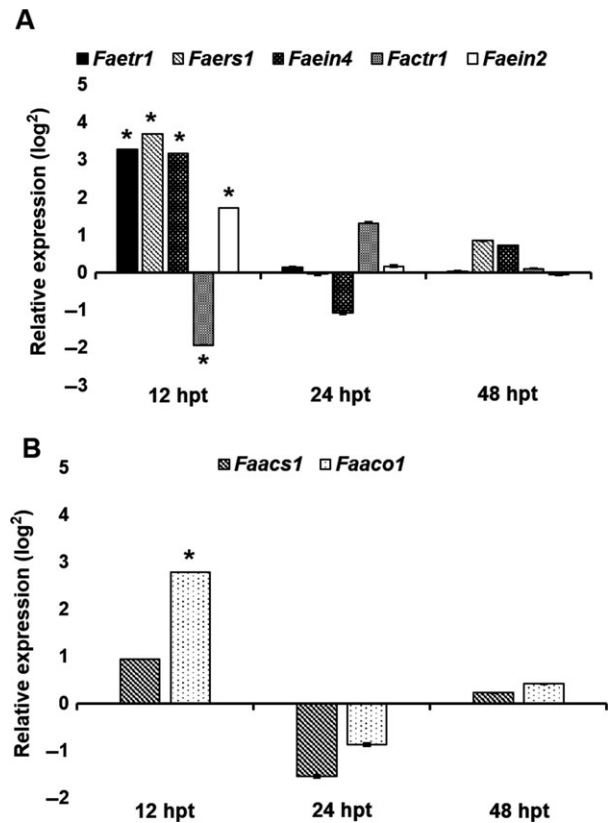 A
Faetr1 Faers1 Faein4 Factr1 Faein2
Relative expression (log²)
5
4
3
2
1
0
–1
–2
–3
* * * * *
12 hpt 24 hpt 48 hpt
B
Faacs1 Faaco1
Relative expression (log²)
5
4
3
2
1
0
–1
–2
*
12 hpt 24 hpt 48 hpt